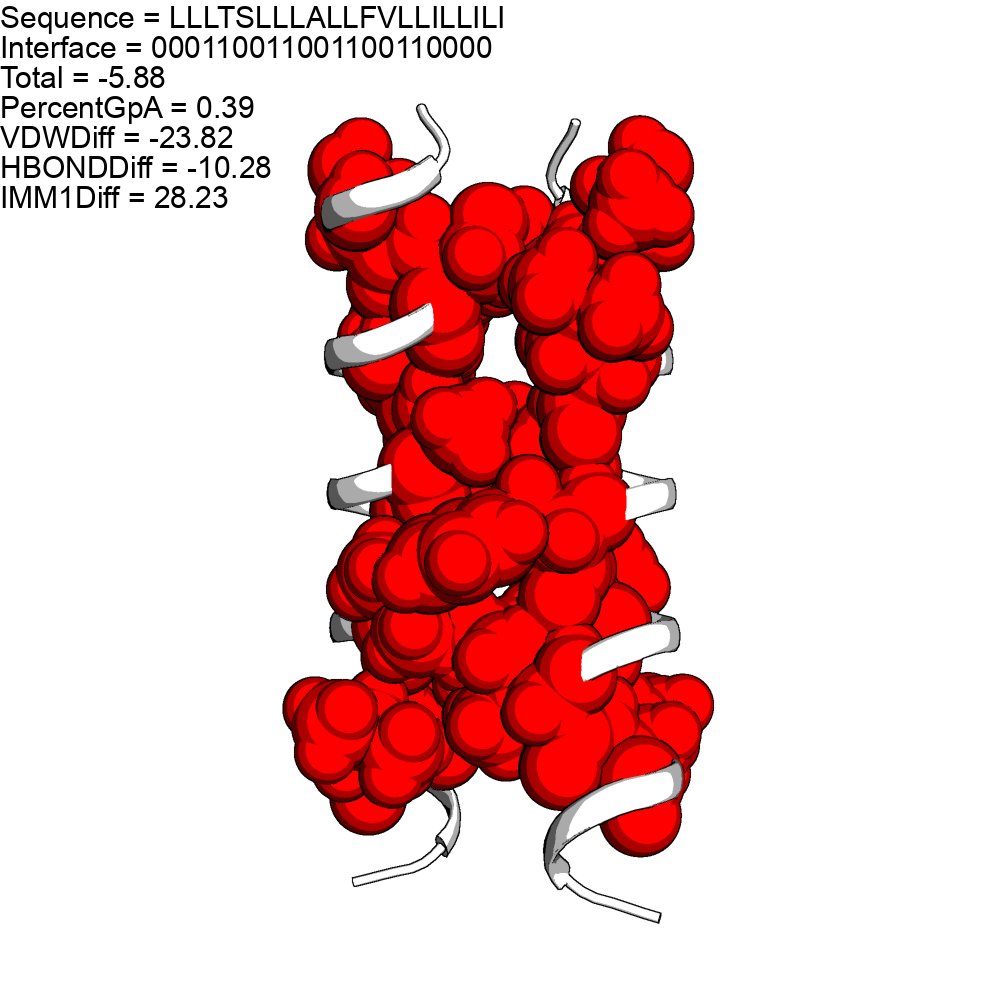 Sequence = LLLTSLLLALLFVLLILLILI
Interface = 000110011001100110000
Total = -5.88
PercentGpA = 0.39
VDWDiff = -23.82
HBONDDiff = -10.28
IMM1Diff = 28.23